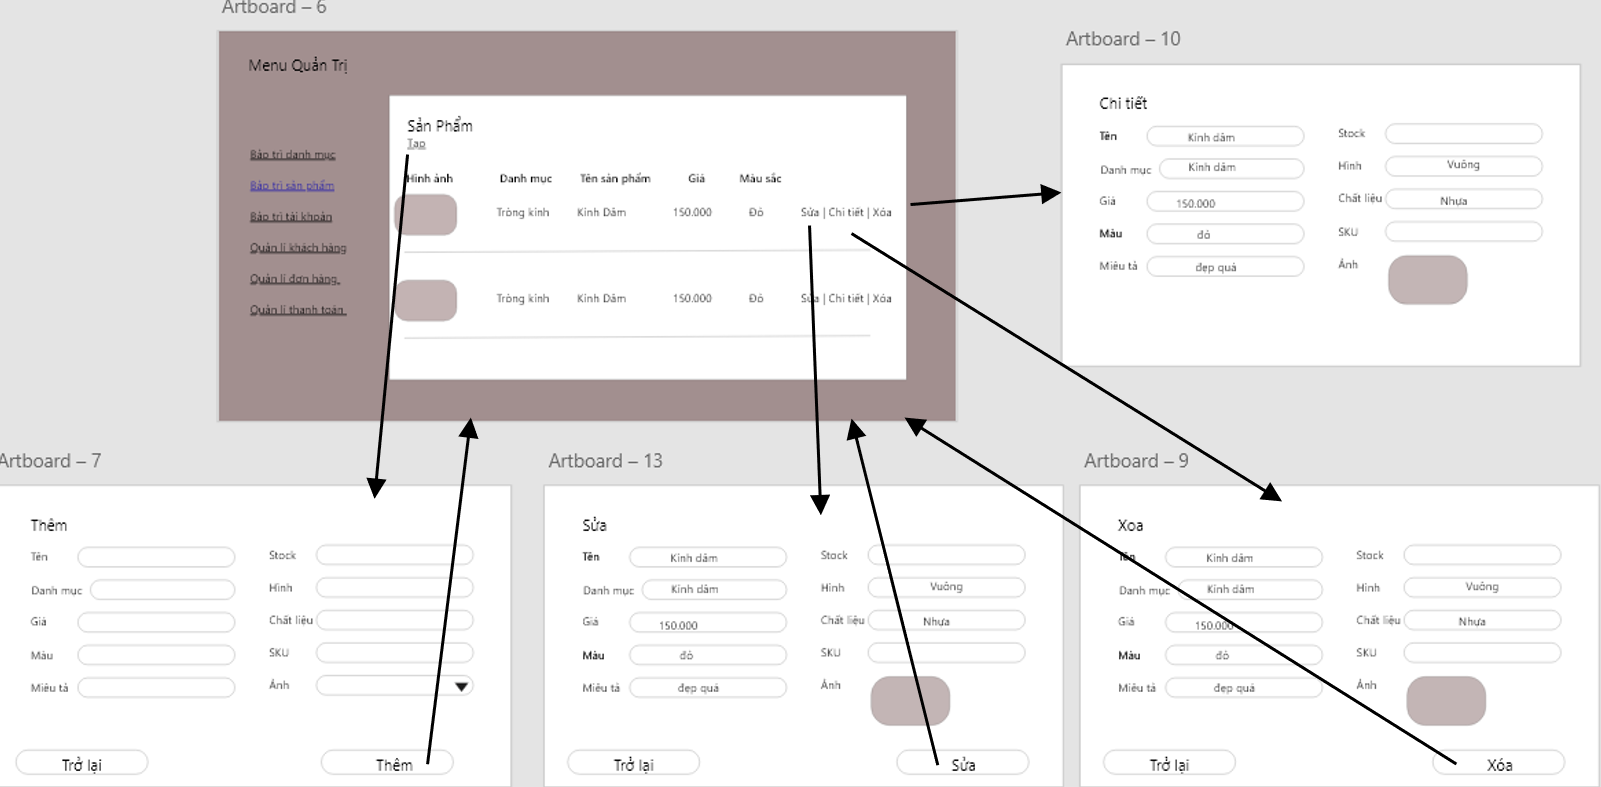 Artboard – 6
Menu Quản Trị
Bảo trì danh mục
Bảo trì sản phẩm
Bảo trì tài khoản
Quản lí khách hàng
Quản lí đơn hàng
Quản lí thanh toán
Sản Phẩm
Tạo
Hình ảnh Danh mục Tên sản phẩm Giá Màu sắc
Tròng kính Kính Dâm 150.000 Đỏ Sửa | Chi tiết | Xóa
Tròng kính Kính Dâm 150.000 Đỏ Sửa | Chi tiết | Xóa
Artboard – 10
Chi tiết
Tên Kính dâm Stock
Danh mục Kính dâm Hình Vuông
Giá 150.000 Chất liệu Nhựa
Màu đỏ SKU
Miêu tả đẹp quá Ảnh
Artboard – 7
Thêm
Tên Stock
Danh mục Hình
Giá Chất liệu
Màu SKU
Miêu tả Ảnh
Trở lại Thêm
Artboard – 13
Sửa
Tên Kính dâm Stock
Danh mục Kính dâm Hình Vuông
Giá 150.000 Chất liệu Nhựa
Màu đỏ SKU
Miêu tả đẹp quá Ảnh
Trở lại Sửa
Artboard – 9
Xoa
Tên Kính dâm Stock
Danh mục Kính dâm Hình Vuông
Giá 150.000 Chất liệu Nhựa
Màu đỏ SKU
Miêu tả đẹp quá Ảnh
Trở lại Xóa